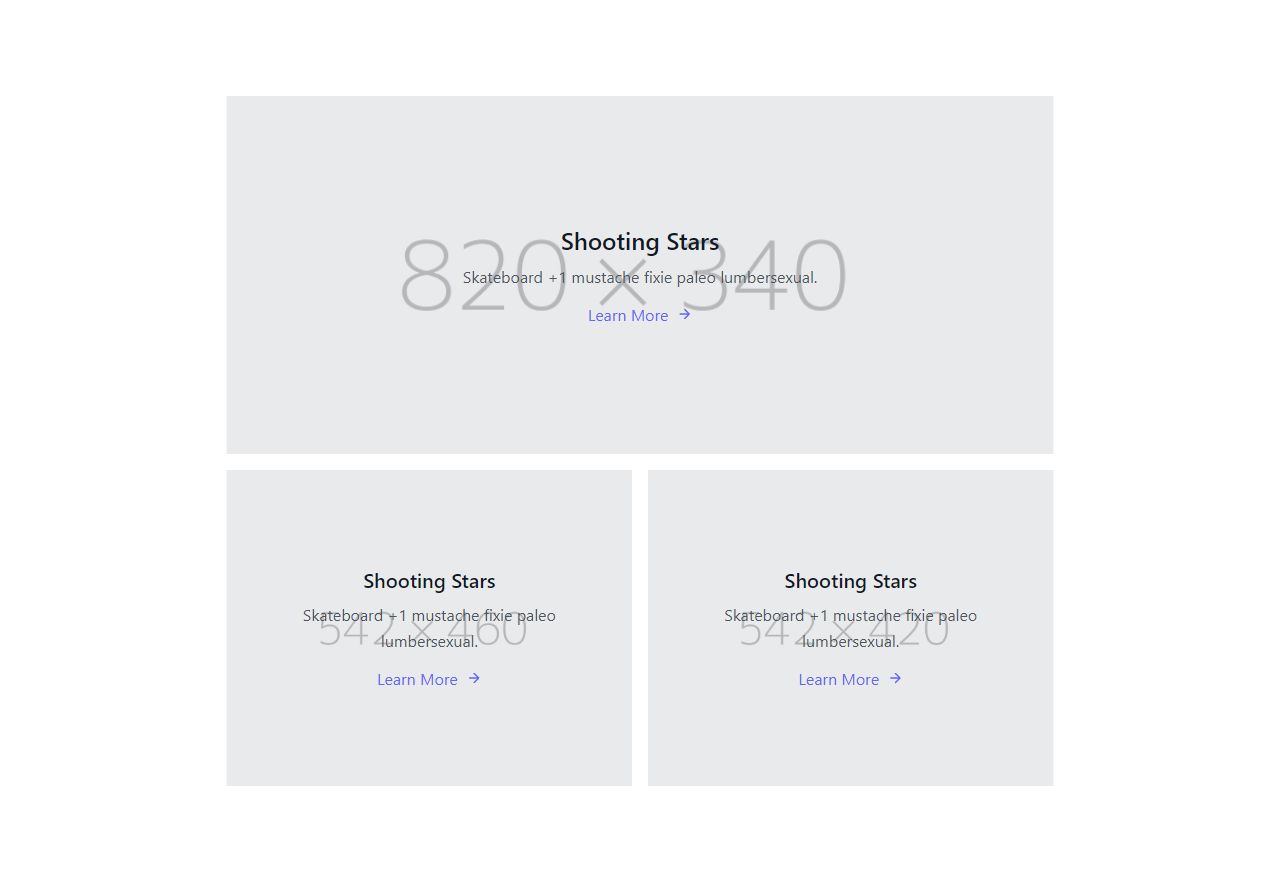 Shooting Stars
820 × 340
Skateboard +1 mustache fixie paleo lumbersexual.
Learn More →
Shooting Stars
Skateboard +1 mustache fixie paleo
542 × 460
lumbersexual.
Learn More →
Shooting Stars
Skateboard +1 mustache fixie paleo
542 × 420
lumbersexual.
Learn More →